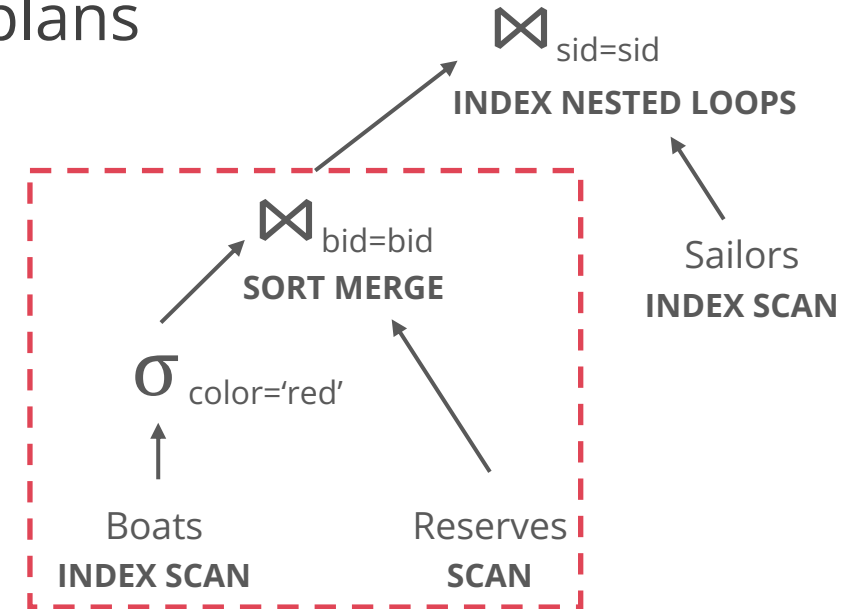 plans
⋈ sid=sid
INDEX NESTED LOOPS
⋈ bid=bid
SORT MERGE
Sailors
INDEX SCAN
σ color=‘red’
Boats
INDEX SCAN
Reserves
SCAN